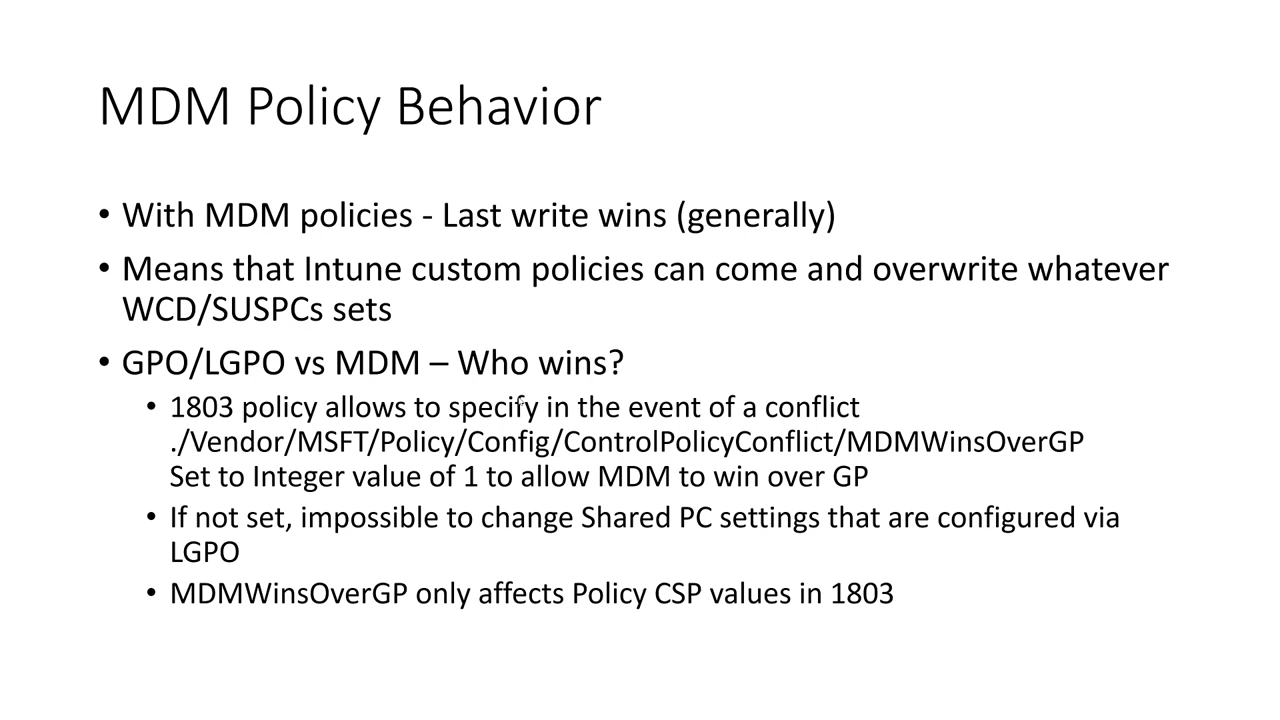 MDM Policy Behavior
• With MDM policies - Last write wins (generally)
• Means that Intune custom policies can come and overwrite whatever
WCD/SUSPCs sets
• GPO/LGPO vs MDM – Who wins?
• 1803 policy allows to specify in the event of a conflict
./Vendor/MSFT/Policy/Config/ControlPolicyConflict/MDMWinsOverGP
Set to Integer value of 1 to allow MDM to win over GP
• If not set, impossible to change Shared PC settings that are configured via
LGPO
• MDMWinsOverGP only affects Policy CSP values in 1803